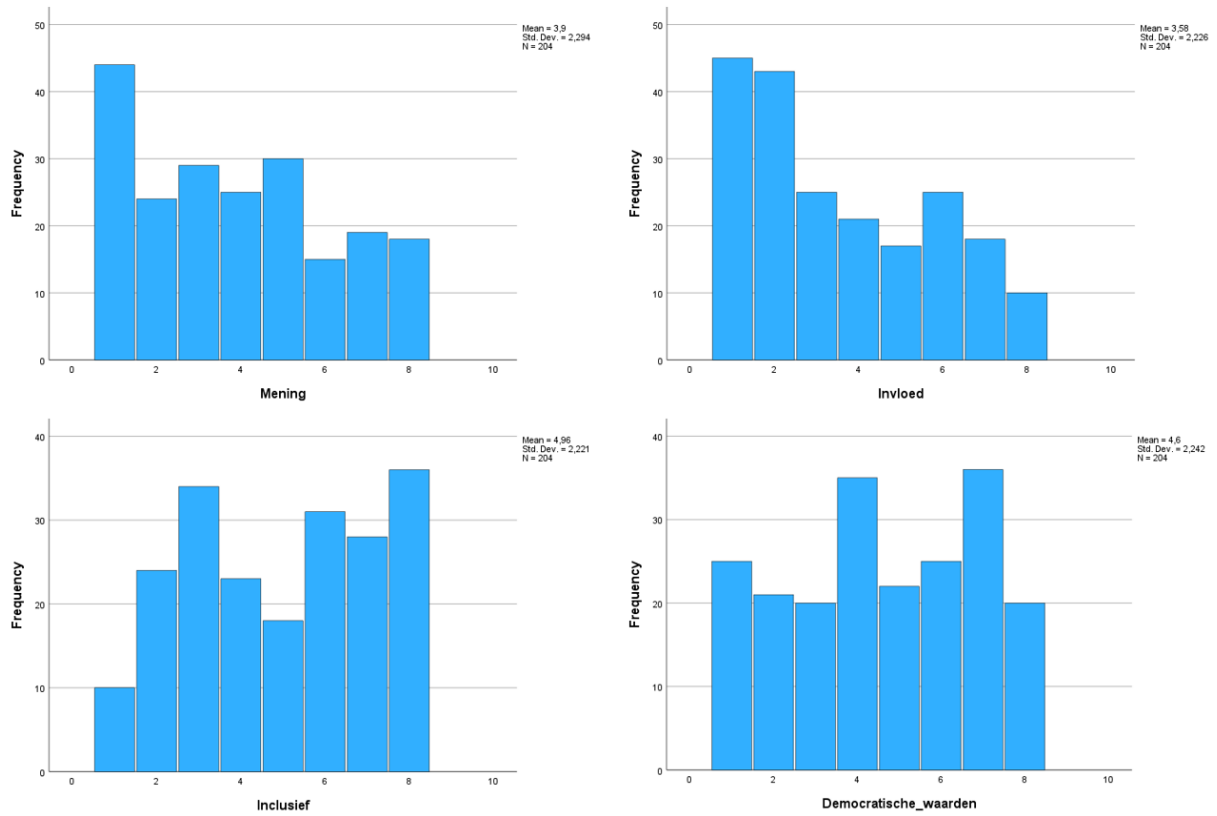 50
40
30
20
10
0
Frequency
0 2 4 6 8 10
Mening
Mean = 3,9
Std. Dev. = 2,294
N = 204
50
40
30
20
10
0
Frequency
0 2 4 6 8 10
Invloed
Mean = 3,58
Std. Dev. = 2,226
N = 204
40
30
20
10
0
Frequency
0 2 4 6 8 10
Inclusief
Mean = 4,96
Std. Dev. = 2,221
N = 204
40
30
20
10
0
Frequency
0 2 4 6 8 10
Democratische_waarden
Mean = 4,6
Std. Dev. = 2,242
N = 204